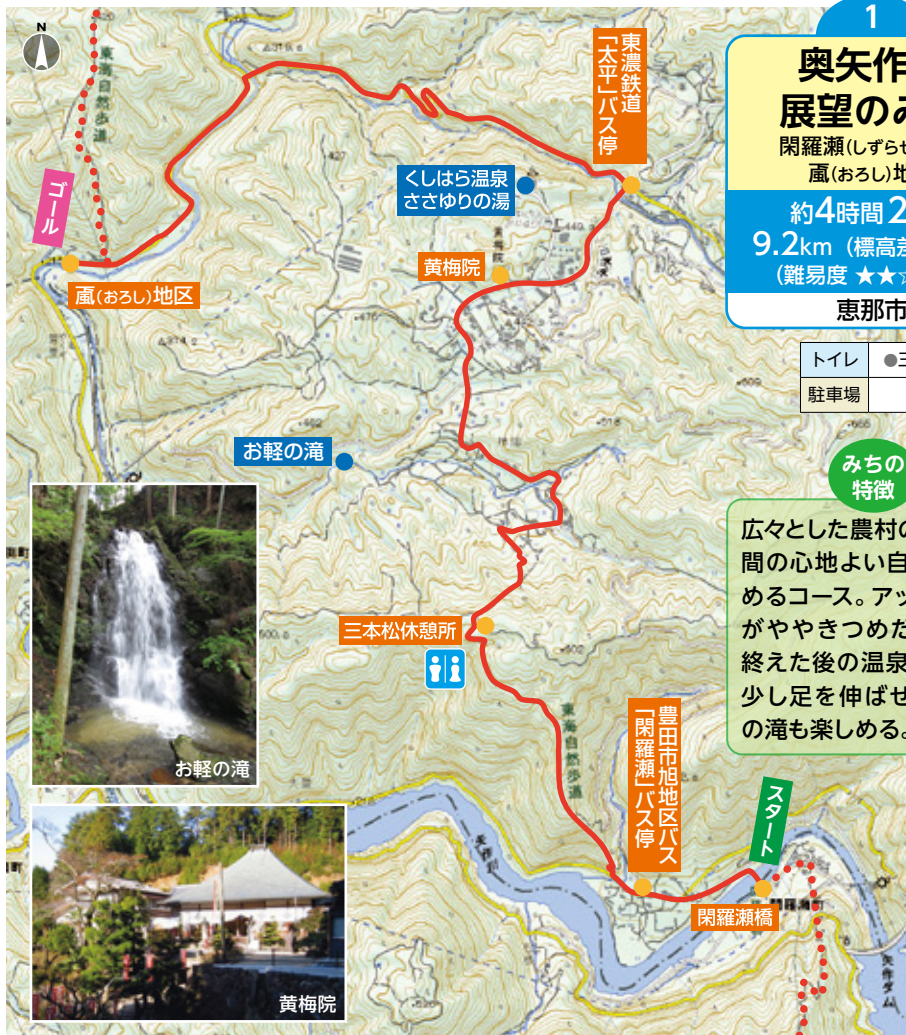 1
奥矢作
展望のみ
閑羅瀬(しずらせ
颪(おろし)地
約4時間2
9.2km(標高差
(難易度 ★★☆
恵那市
トイレ ●三
駐車場
みちの
特徴
広々とした農村の
間の心地よい自
めるコース。アッ
がややきつめだ
終えた後の温泉
少し足を伸ばせ
の滝も楽しめる。
N
東海自然歩道
東濃鉄道
「太平」バス停
くしはら温泉
ささゆりの湯
ゴール
黄梅院
黄梅院
颪(おろし)地区
お軽の滝
三本松休憩所
東海自然歩道
豊田市旭地区バス
「閑羅瀬」バス停
スタート
閑羅瀬橋
閑羅瀬町
矢作川
矢作ダム
お軽の滝
黄梅院